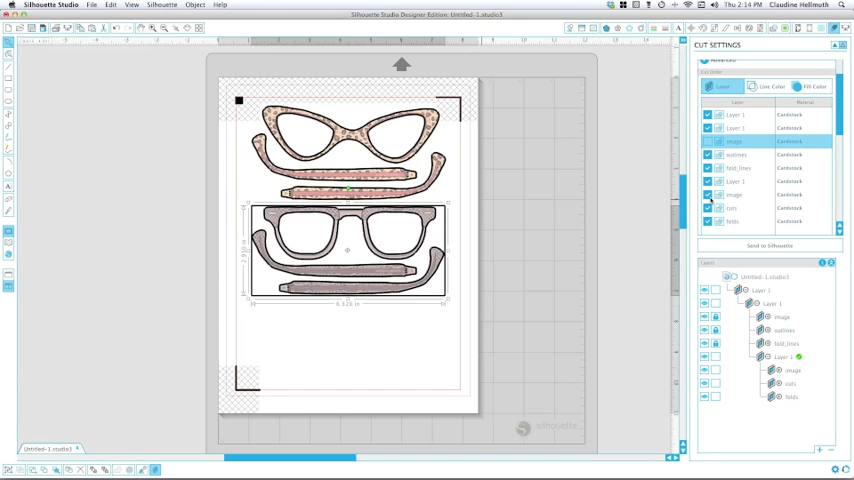 Silhouette Studio File Edit View Silhouette Object Help
Thu 2:14 PM Claudine Hellmuth
Silhouette Studio Designer Edition: Untitled-1.studio3
CUT SETTINGS
Advanced
Cut Order
Layer
Line Color
Fill Color
Layer Material
Layer 1 Cardstock
Layer 1 Cardstock
image Cardstock
outlines Cardstock
fold_lines Cardstock
Layer 1 Cardstock
image Cardstock
cuts Cardstock
folds Cardstock
Send to Silhouette
Layers
Untitled-1.studio3
Layer 1
Layer 1
image
outlines
fold_lines
Layer 1
image
cuts
folds
silhouette
Untitled-1.studio3